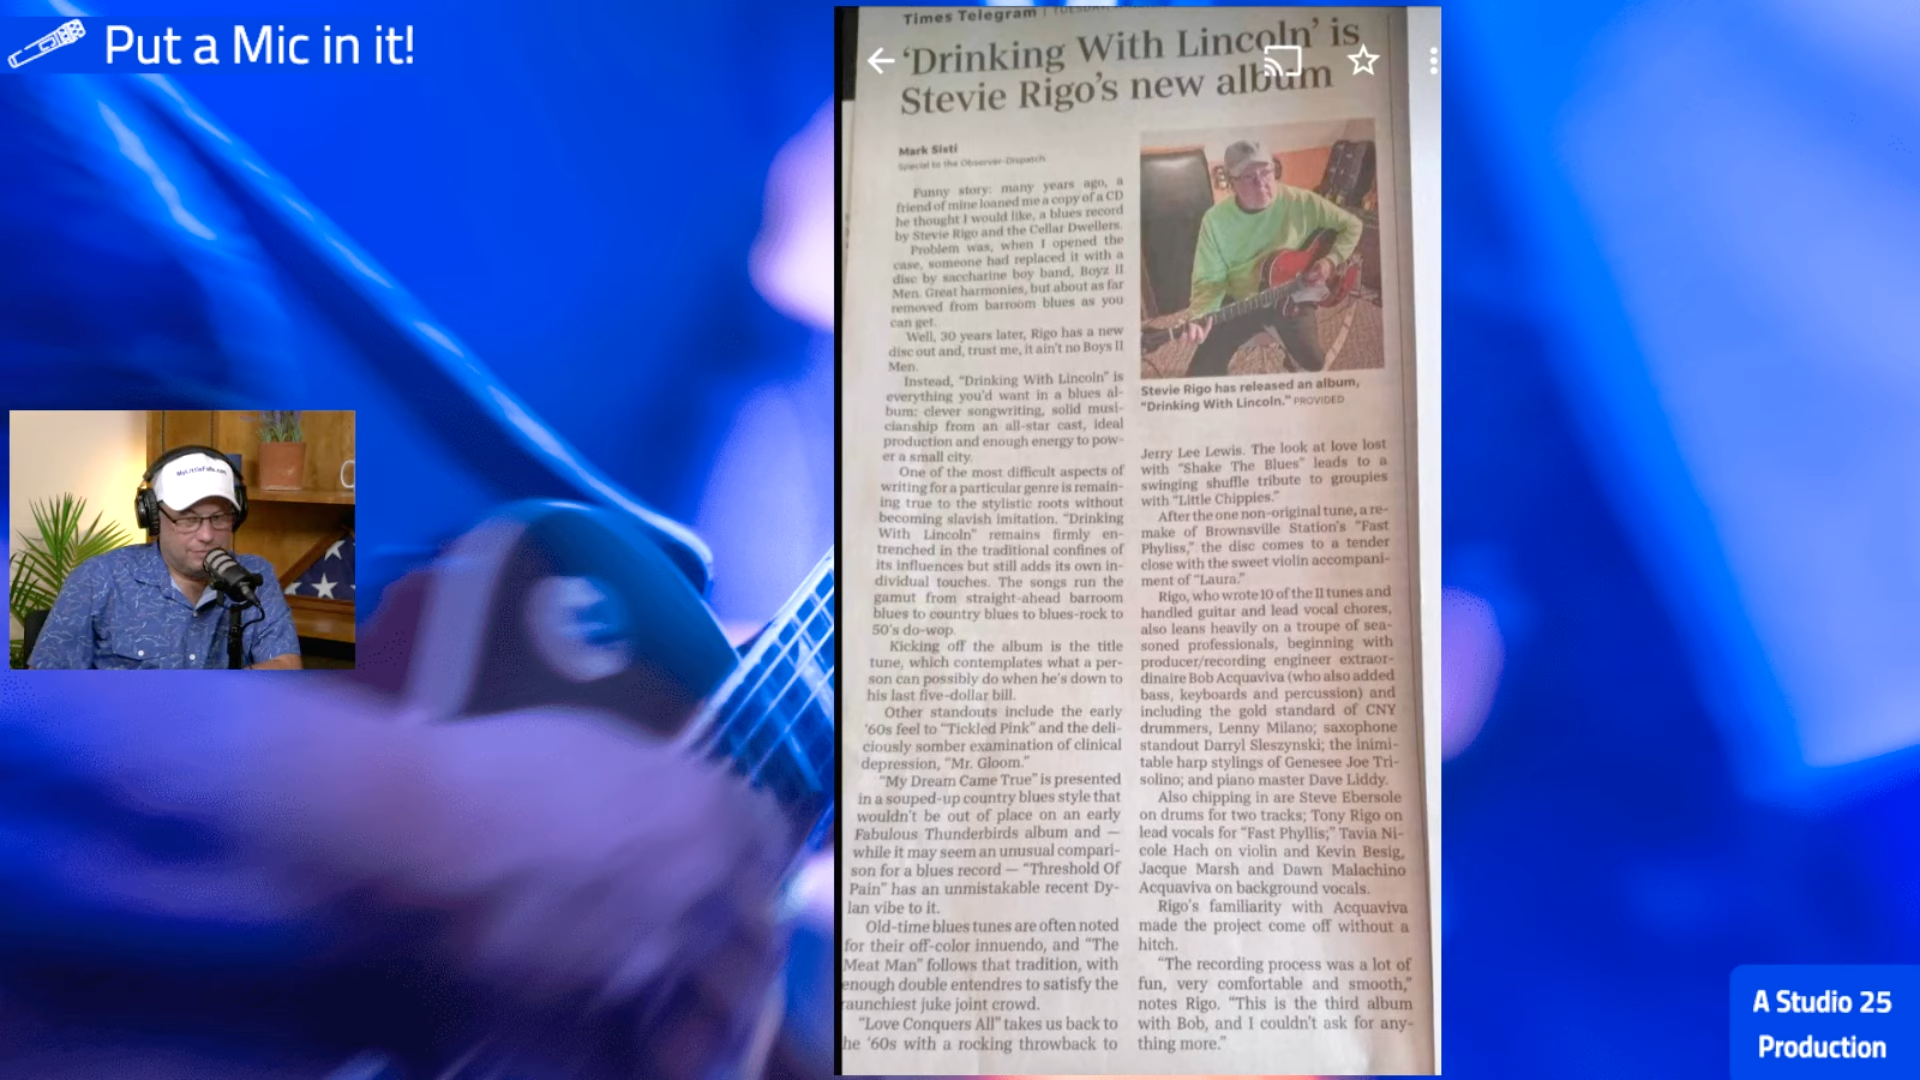 Put a Mic in it!
MyLittleFalls.com
Times Telegram |
‘Drinking With Lincoln’ is
Stevie Rigo’s new album
Mark Sisti
Special to the Observer-Dispatch
Funny story: many years ago, a
friend of mine loaned me a copy of a CD
he thought I would like, a blues record
by Stevie Rigo and the Cellar Dwellers.
Problem was, when I opened the
case, someone had replaced it with a
disc by saccharine boy band, Boyz II
Men. Great harmonies, but about as far
removed from barroom blues as you
can get.
Well, 30 years later, Rigo has a new
disc out and, trust me, it ain’t no Boys II
Men.
Instead, “Drinking With Lincoln” is
everything you’d want in a blues al-
bum: clever songwriting, solid musi-
cianship from an all-star cast, ideal
production and enough energy to pow-
er a small city.
One of the most difficult aspects of
writing for a particular genre is remain-
ing true to the stylistic roots without
becoming slavish imitation. “Drinking
With Lincoln” remains firmly en-
trenched in the traditional confines of
its influences but still adds its own in-
dividual touches. The songs run the
gamut from straight-ahead barroom
blues to country blues to blues-rock to
50’s do-wop.
Kicking off the album is the title
tune, which contemplates what a per-
son can possibly do when he’s down to
his last five-dollar bill.
Other standouts include the early
’60s feel to “Tickled Pink” and the deli-
ciously somber examination of clinical
depression, “Mr. Gloom.”
“My Dream Came True” is presented
in a souped-up country blues style that
wouldn’t be out of place on an early
Fabulous Thunderbirds album and —
while it may seem an unusual compari-
son for a blues record — “Threshold Of
Pain” has an unmistakable recent Dy-
lan vibe to it.
Old-time blues tunes are often noted
for their off-color innuendo, and “The
Meat Man” follows that tradition, with
enough double entendres to satisfy the
raunchiest juke joint crowd.
“Love Conquers All” takes us back to
he ’60s with a rocking throwback to
Stevie Rigo has released an album,
“Drinking With Lincoln.” PROVIDED
Jerry Lee Lewis. The look at love lost
with “Shake The Blues” leads to a
swinging shuffle tribute to groupies
with “Little Chippies.”
After the one non-original tune, a re-
make of Brownsville Station’s “Fast
Phyliss,” the disc comes to a tender
close with the sweet violin accompani-
ment of “Laura.”
Rigo, who wrote 10 of the 11 tunes and
handled guitar and lead vocal chores,
also leans heavily on a troupe of sea-
soned professionals, beginning with
producer/recording engineer extraor-
dinaire Bob Acquaviva (who also added
bass, keyboards and percussion) and
including the gold standard of CNY
drummers, Lenny Milano; saxophone
standout Darryl Sleszynski; the inimi-
table harp stylings of Genesee Joe Tri-
solino; and piano master Dave Liddy.
Also chipping in are Steve Ebersole
on drums for two tracks; Tony Rigo on
lead vocals for “Fast Phyllis;” Tavia Ni-
cole Hach on violin and Kevin Besig,
Jacque Marsh and Dawn Malachino
Acquaviva on background vocals.
Rigo’s familiarity with Acquaviva
made the project come off without a
hitch.
“The recording process was a lot of
fun, very comfortable and smooth,”
notes Rigo. “This is the third album
with Bob, and I couldn’t ask for any-
thing more.”
A Studio 25
Production